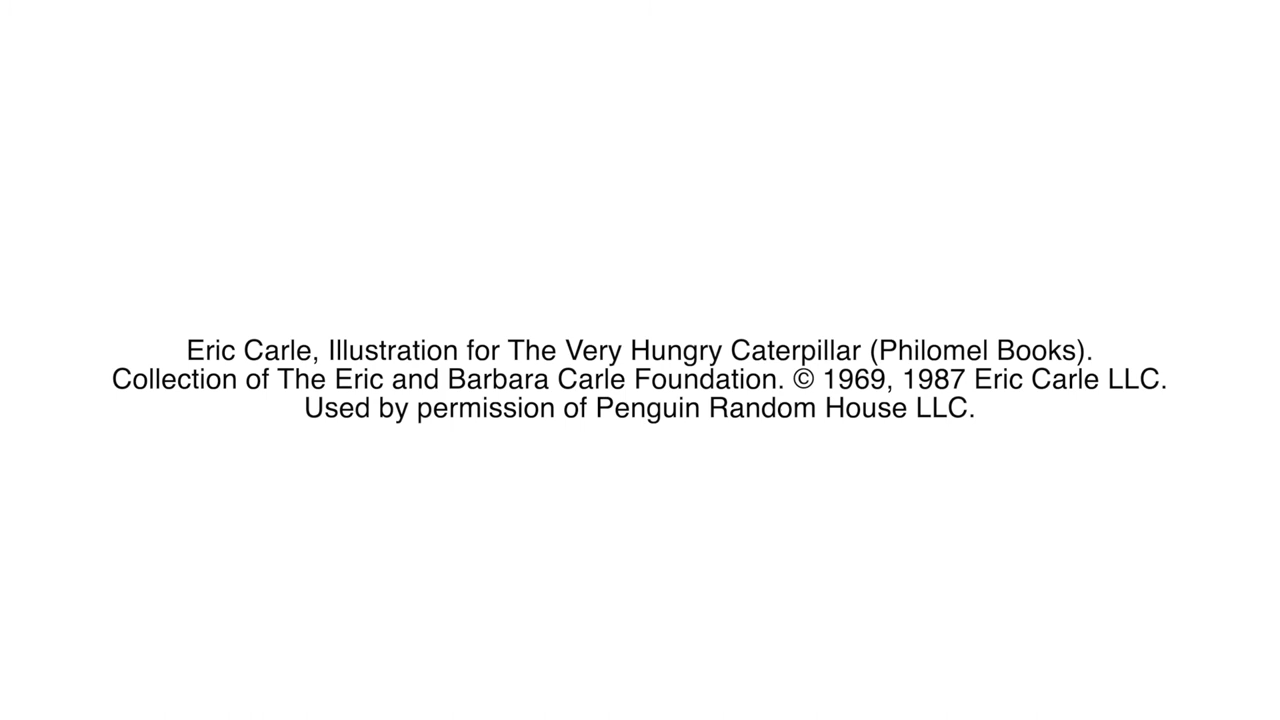 Eric Carle, Illustration for The Very Hungry Caterpillar (Philomel Books).
Collection of The Eric and Barbara Carle Foundation. © 1969, 1987 Eric Carle LLC.
Used by permission of Penguin Random House LLC.